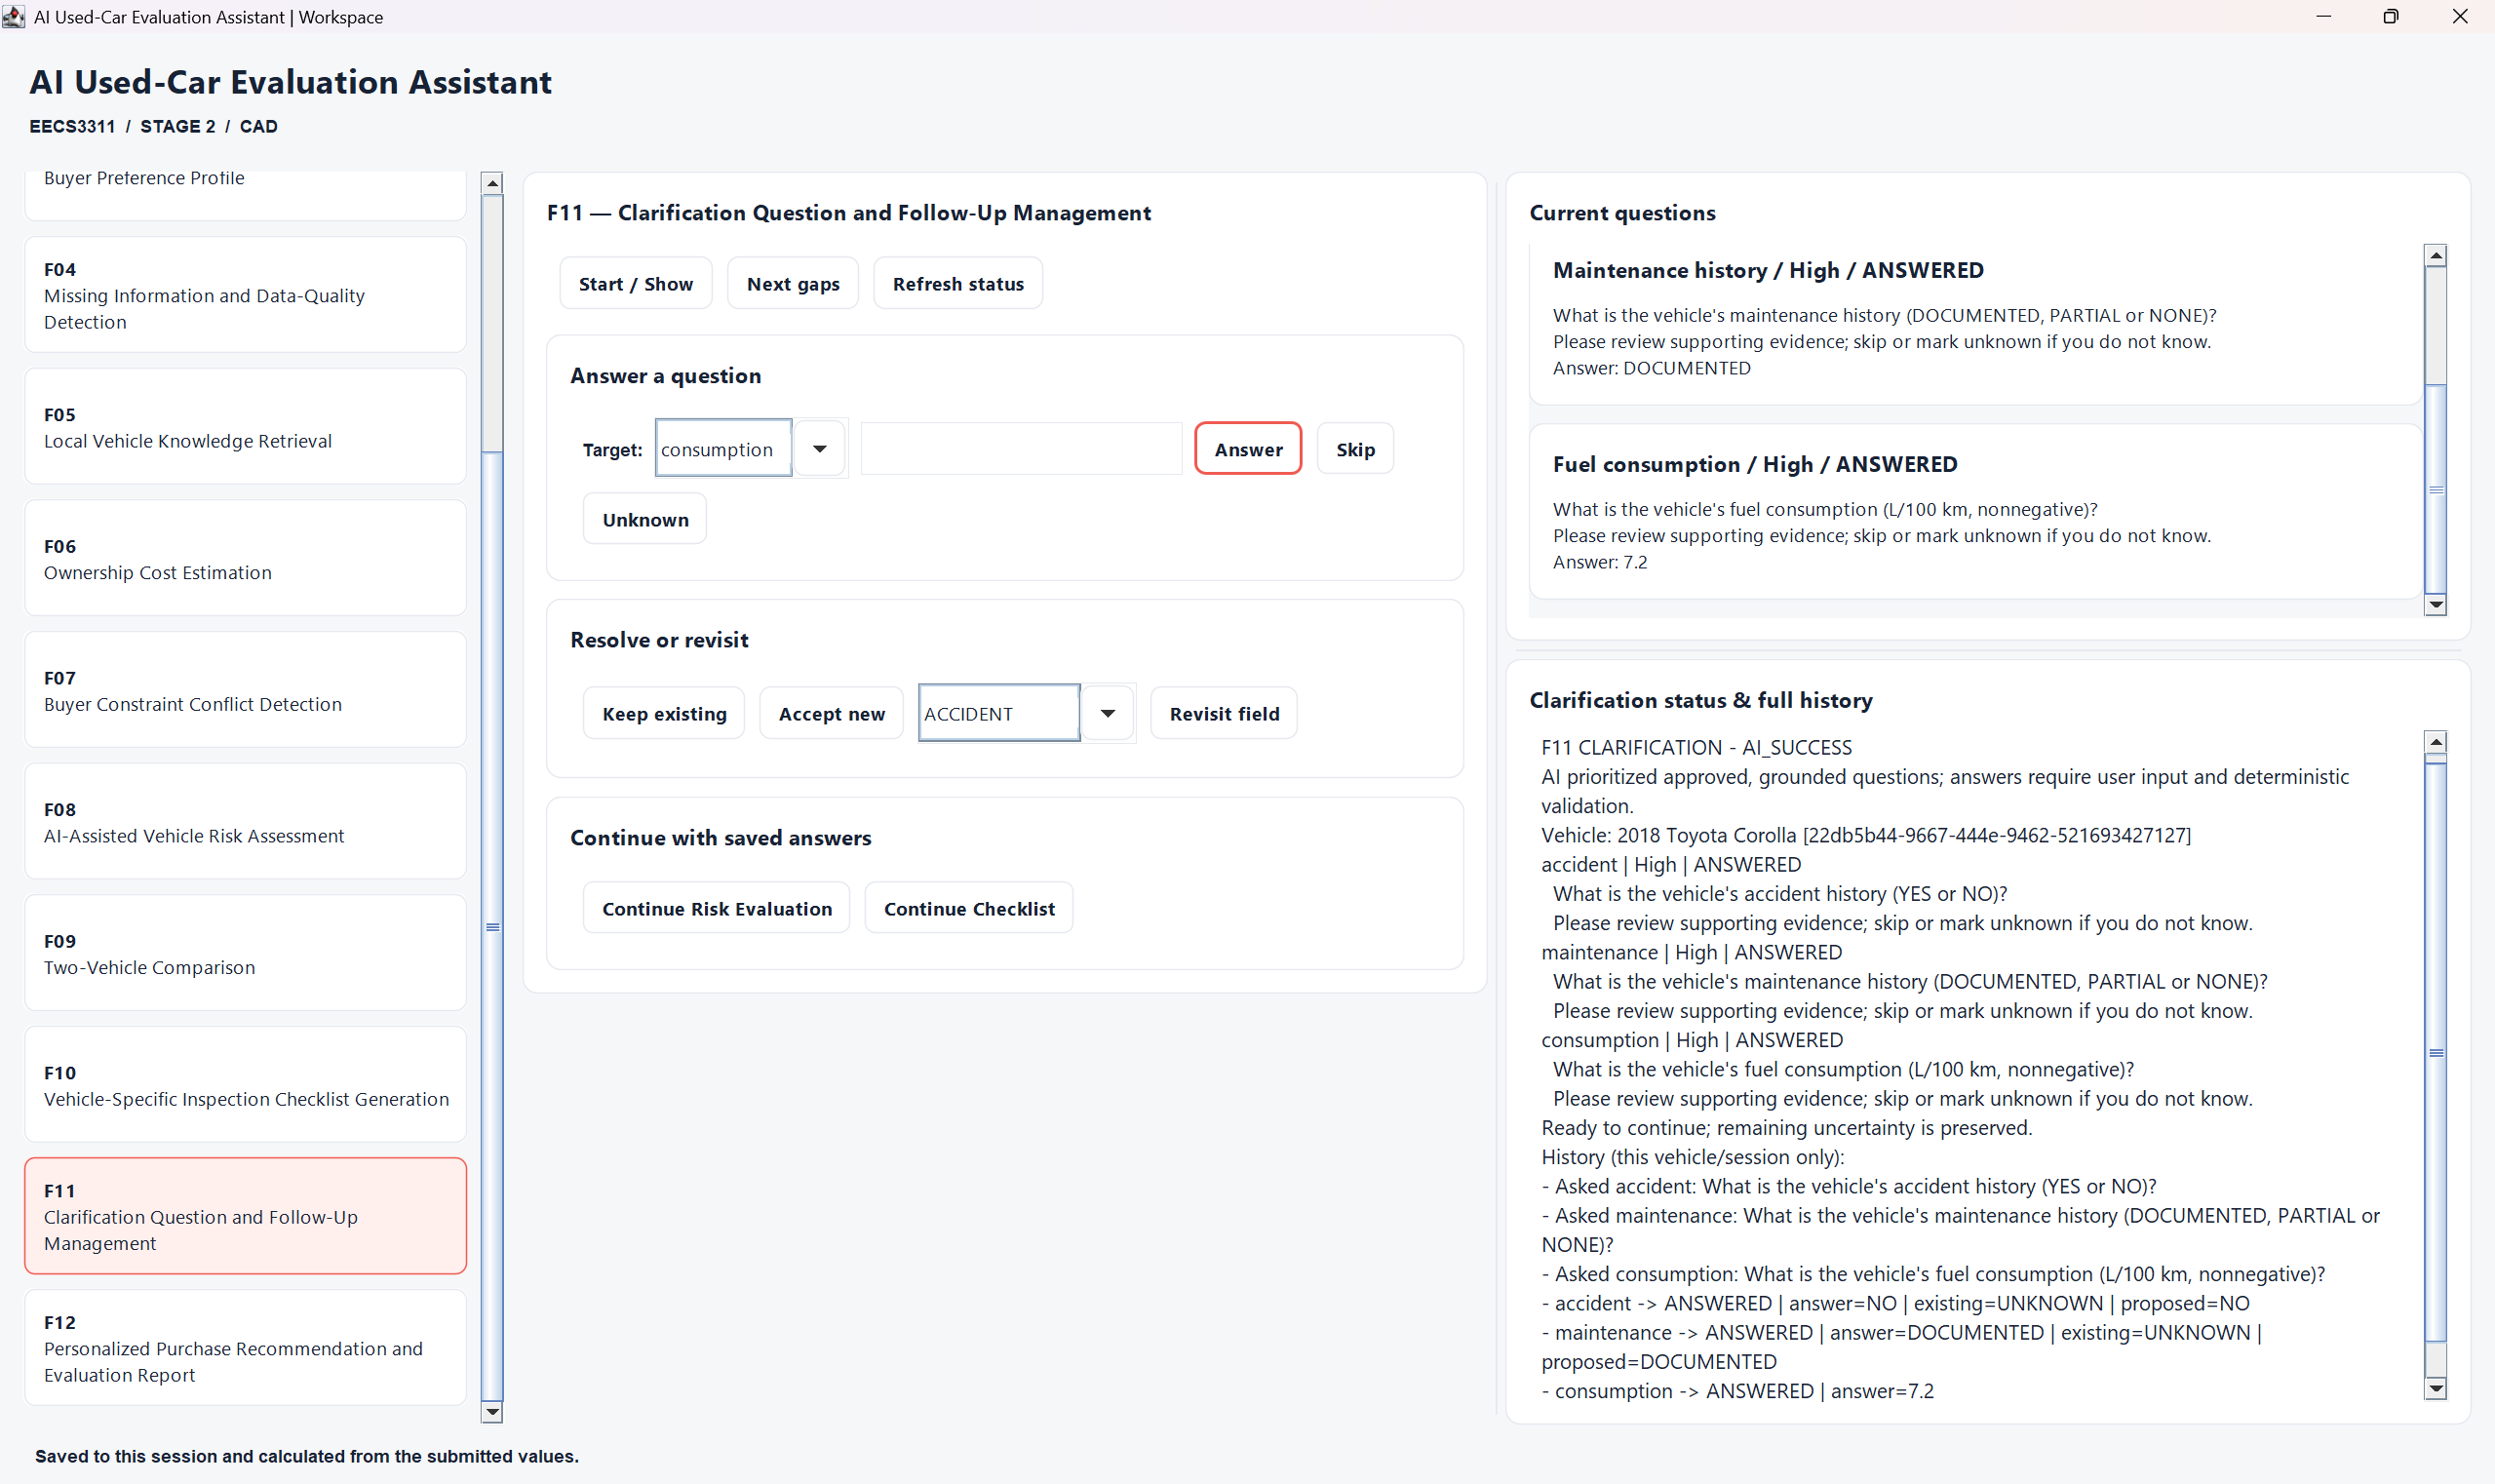 AI Used-Car Evaluation Assistant | Workspace
AI Used-Car Evaluation Assistant
EECS3311 / STAGE 2 / CAD
Buyer Preference Profile
F04
Missing Information and Data-Quality
Detection
F05
Local Vehicle Knowledge Retrieval
F06
Ownership Cost Estimation
F07
Buyer Constraint Conflict Detection
F08
AI-Assisted Vehicle Risk Assessment
F09
Two-Vehicle Comparison
F10
Vehicle-Specific Inspection Checklist Generation
F11
Clarification Question and Follow-Up
Management
F12
Personalized Purchase Recommendation and
Evaluation Report
F11 — Clarification Question and Follow-Up Management
Start / Show
Next gaps
Refresh status
Answer a question
Target:
consumption
Answer
Skip
Unknown
Resolve or revisit
Keep existing
Accept new
ACCIDENT
Revisit field
Continue with saved answers
Continue Risk Evaluation
Continue Checklist
Current questions
Maintenance history / High / ANSWERED
What is the vehicle's maintenance history (DOCUMENTED, PARTIAL or NONE)?
Please review supporting evidence; skip or mark unknown if you do not know.
Answer: DOCUMENTED
Fuel consumption / High / ANSWERED
What is the vehicle's fuel consumption (L/100 km, nonnegative)?
Please review supporting evidence; skip or mark unknown if you do not know.
Answer: 7.2
Clarification status & full history
F11 CLARIFICATION - AI_SUCCESS
AI prioritized approved, grounded questions; answers require user input and deterministic
validation.
Vehicle: 2018 Toyota Corolla [22db5b44-9667-444e-9462-521693427127]
accident | High | ANSWERED
What is the vehicle's accident history (YES or NO)?
Please review supporting evidence; skip or mark unknown if you do not know.
maintenance | High | ANSWERED
What is the vehicle's maintenance history (DOCUMENTED, PARTIAL or NONE)?
Please review supporting evidence; skip or mark unknown if you do not know.
consumption | High | ANSWERED
What is the vehicle's fuel consumption (L/100 km, nonnegative)?
Please review supporting evidence; skip or mark unknown if you do not know.
Ready to continue; remaining uncertainty is preserved.
History (this vehicle/session only):
- Asked accident: What is the vehicle's accident history (YES or NO)?
- Asked maintenance: What is the vehicle's maintenance history (DOCUMENTED, PARTIAL or
NONE)?
- Asked consumption: What is the vehicle's fuel consumption (L/100 km, nonnegative)?
- accident -> ANSWERED | answer=NO | existing=UNKNOWN | proposed=NO
- maintenance -> ANSWERED | answer=DOCUMENTED | existing=UNKNOWN |
proposed=DOCUMENTED
- consumption -> ANSWERED | answer=7.2
Saved to this session and calculated from the submitted values.